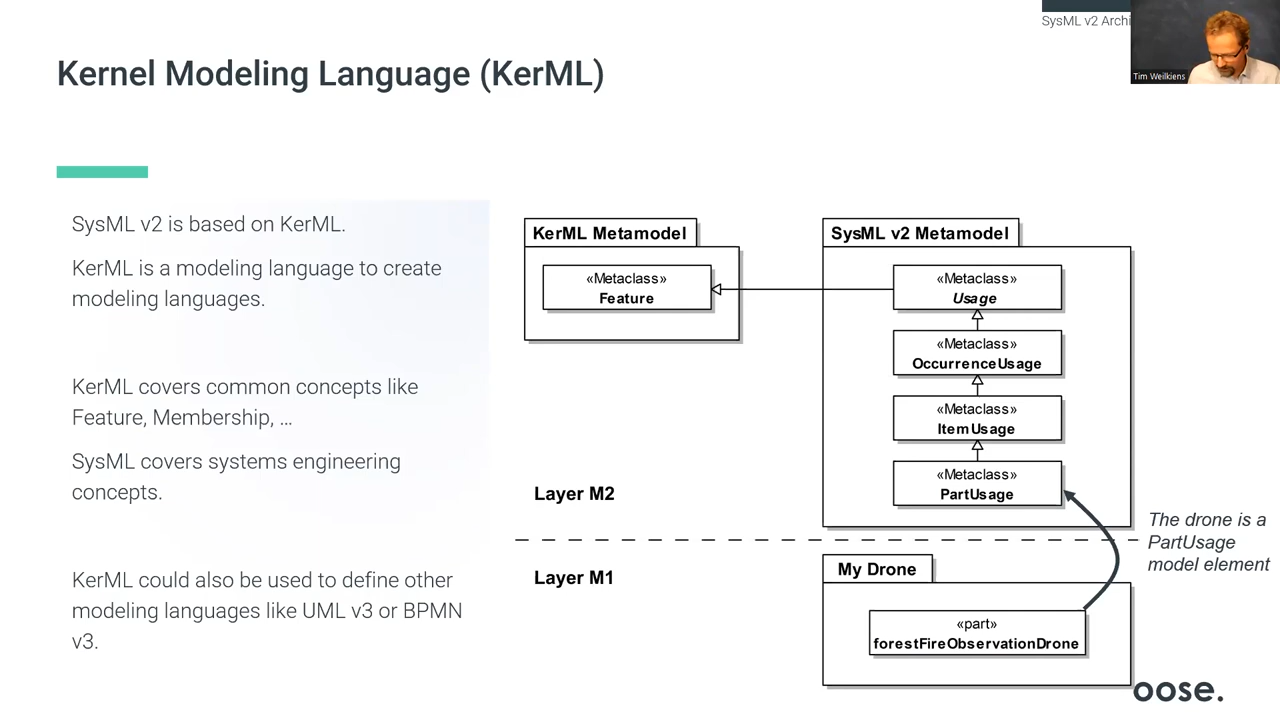 SysML v2 Archi
Tim Weilkiens
Kernel Modeling Language (KerML)
SysML v2 is based on KerML.
KerML is a modeling language to create
modeling languages.
KerML covers common concepts like
Feature, Membership, ...
SysML covers systems engineering
concepts.
KerML could also be used to define other
modeling languages like UML v3 or BPMN
v3.
KerML Metamodel
«Metaclass»
Feature
SysML v2 Metamodel
«Metaclass»
Usage
«Metaclass»
OccurrenceUsage
«Metaclass»
ItemUsage
«Metaclass»
PartUsage
Layer M2
The drone is a
PartUsage
model element
Layer M1
My Drone
«part»
forestFireObservationDrone
oose.